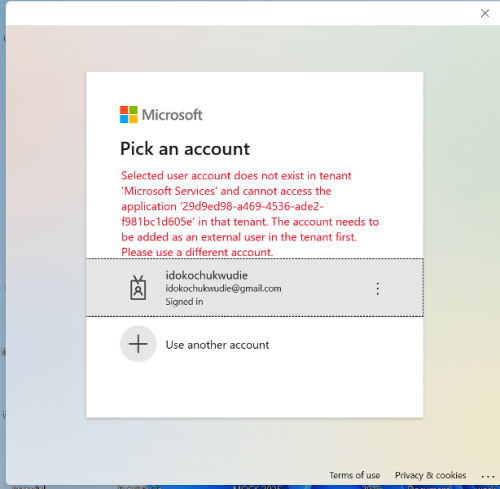 Microsoft
Pick an account
Selected user account does not exist in tenant
'Microsoft Services' and cannot access the
application '29d9ed98-a469-4536-ade2-
f981bc1d605e' in that tenant. The account needs to
be added as an external user in the tenant first.
Please use a different account.
idokochukwudie
idokochukwudie@gmail.com
Signed in
Use another account
Terms of use Privacy & cookies ...